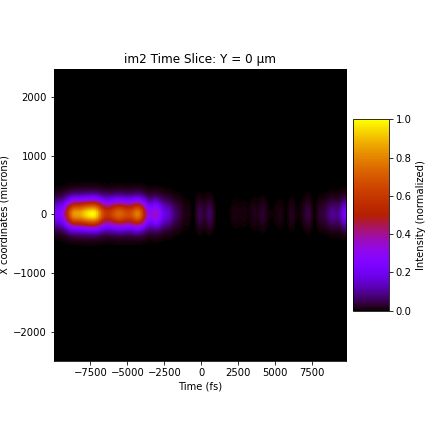 im2 Time Slice: Y = 0 μm
2000
1000
0
−1000
−2000
X coordinates (microns)
−7500 −5000 −2500 0 2500 5000 7500
Time (fs)
1.0
0.8
0.6
0.4
0.2
0.0
Intensity (normalized)